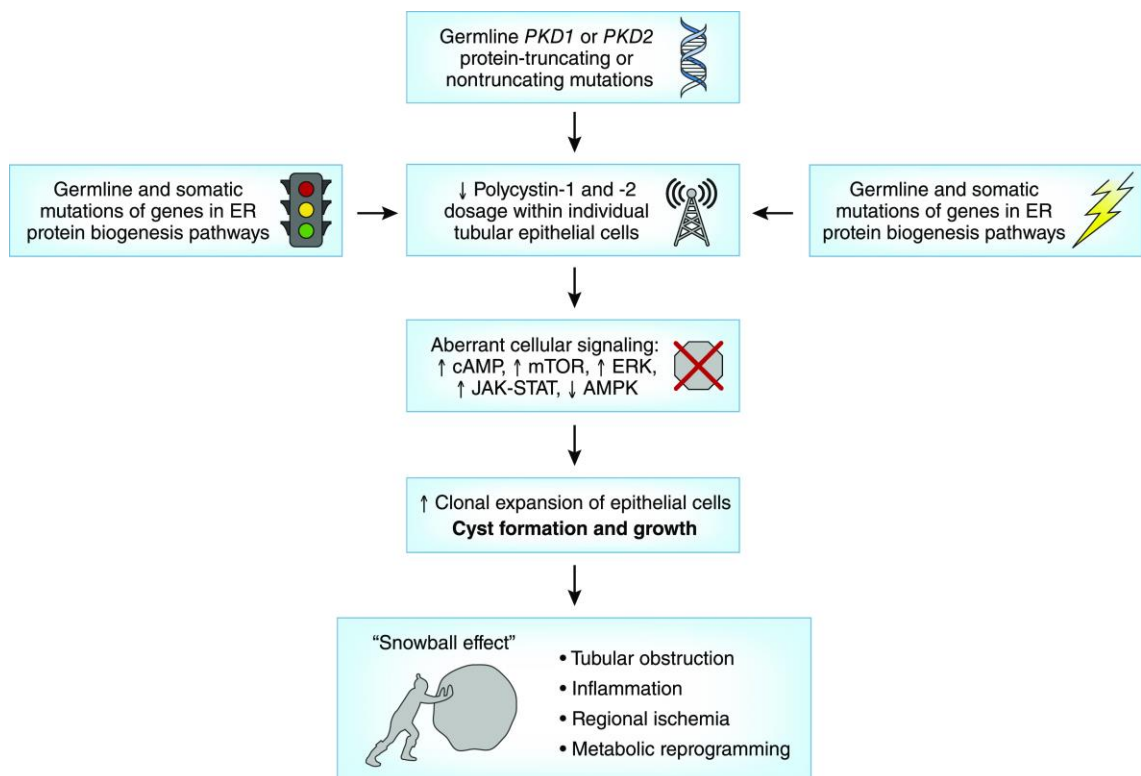 Germline PKD1 or PKD2
protein-truncating or
nontruncating mutations
Germline and somatic
mutations of genes in ER
protein biogenesis pathways
↓ Polycystin-1 and -2
dosage within individual
tubular epithelial cells
Germline and somatic
mutations of genes in ER
protein biogenesis pathways
Aberrant cellular signaling:
↑ cAMP, ↑ mTOR, ↑ ERK,
↑ JAK-STAT, ↓ AMPK
↑ Clonal expansion of epithelial cells
Cyst formation and growth
“Snowball effect”
• Tubular obstruction
• Inflammation
• Regional ischemia
• Metabolic reprogramming